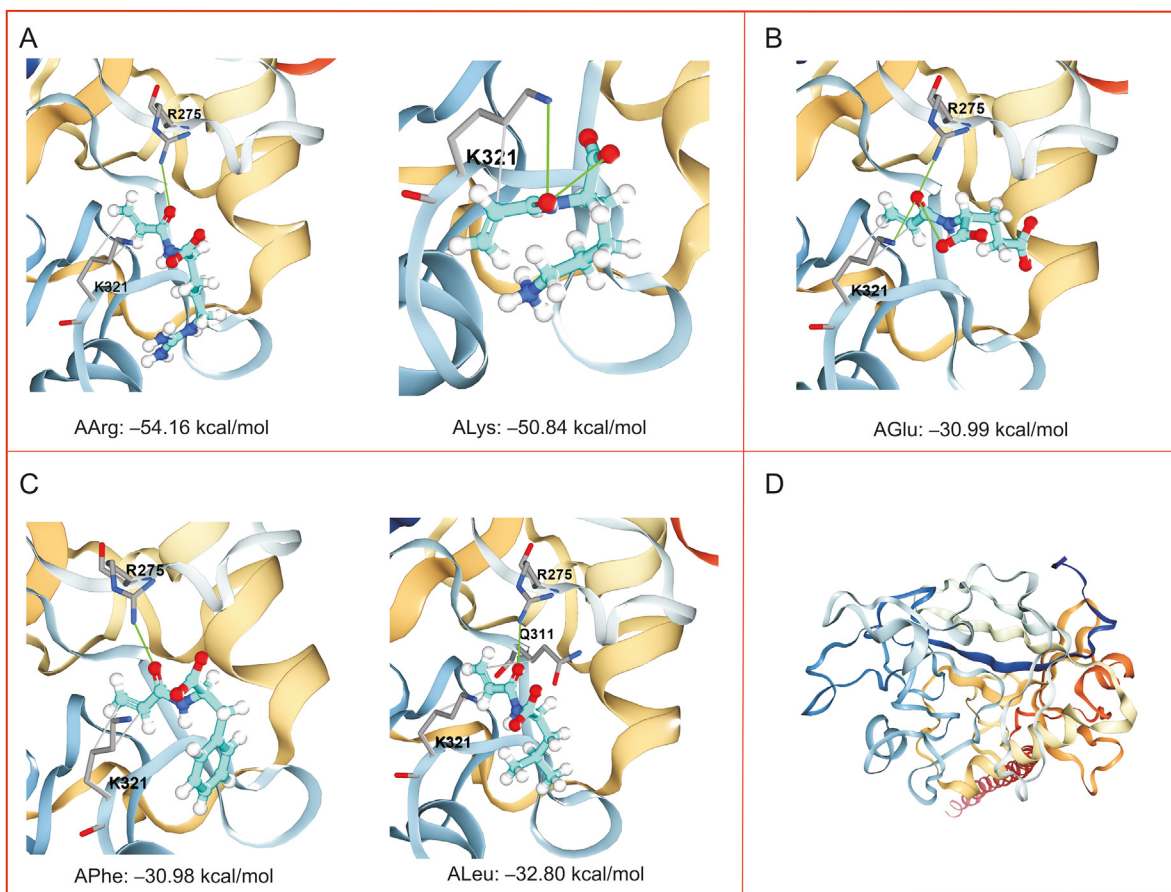 A
R275
K321
AArg: –54.16 kcal/mol
K321
ALys: –50.84 kcal/mol
B
R275
K321
AGlu: –30.99 kcal/mol
C
R275
K321
APhe: –30.98 kcal/mol
R275
Q311
K321
ALeu: –32.80 kcal/mol
D